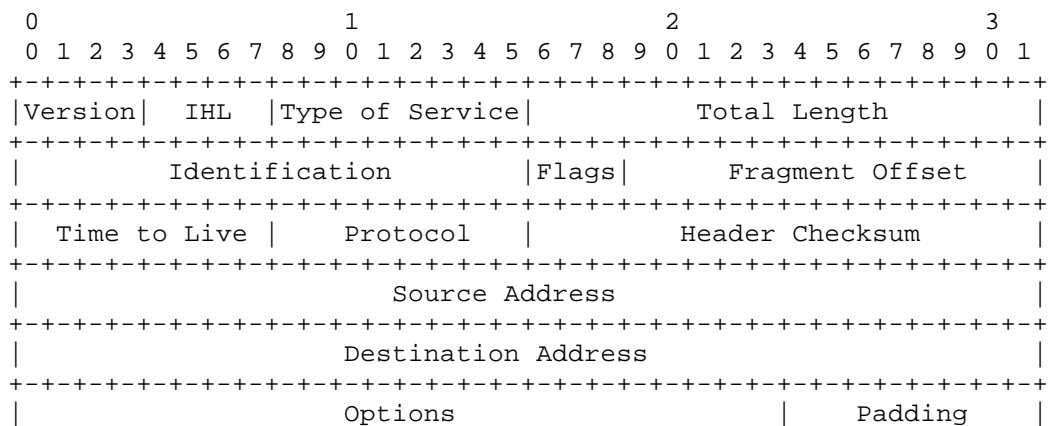 0                   1                   2                   3
 0 1 2 3 4 5 6 7 8 9 0 1 2 3 4 5 6 7 8 9 0 1 2 3 4 5 6 7 8 9 0 1
+-+-+-+-+-+-+-+-+-+-+-+-+-+-+-+-+-+-+-+-+-+-+-+-+-+-+-+-+-+-+-+-+
|Version|  IHL  |Type of Service|          Total Length         |
+-+-+-+-+-+-+-+-+-+-+-+-+-+-+-+-+-+-+-+-+-+-+-+-+-+-+-+-+-+-+-+-+
|         Identification        |Flags|      Fragment Offset    |
+-+-+-+-+-+-+-+-+-+-+-+-+-+-+-+-+-+-+-+-+-+-+-+-+-+-+-+-+-+-+-+-+
|  Time to Live |    Protocol   |         Header Checksum       |
+-+-+-+-+-+-+-+-+-+-+-+-+-+-+-+-+-+-+-+-+-+-+-+-+-+-+-+-+-+-+-+-+
|                       Source Address                          |
+-+-+-+-+-+-+-+-+-+-+-+-+-+-+-+-+-+-+-+-+-+-+-+-+-+-+-+-+-+-+-+-+
|                    Destination Address                        |
+-+-+-+-+-+-+-+-+-+-+-+-+-+-+-+-+-+-+-+-+-+-+-+-+-+-+-+-+-+-+-+-+
|                    Options                    |    Padding    |